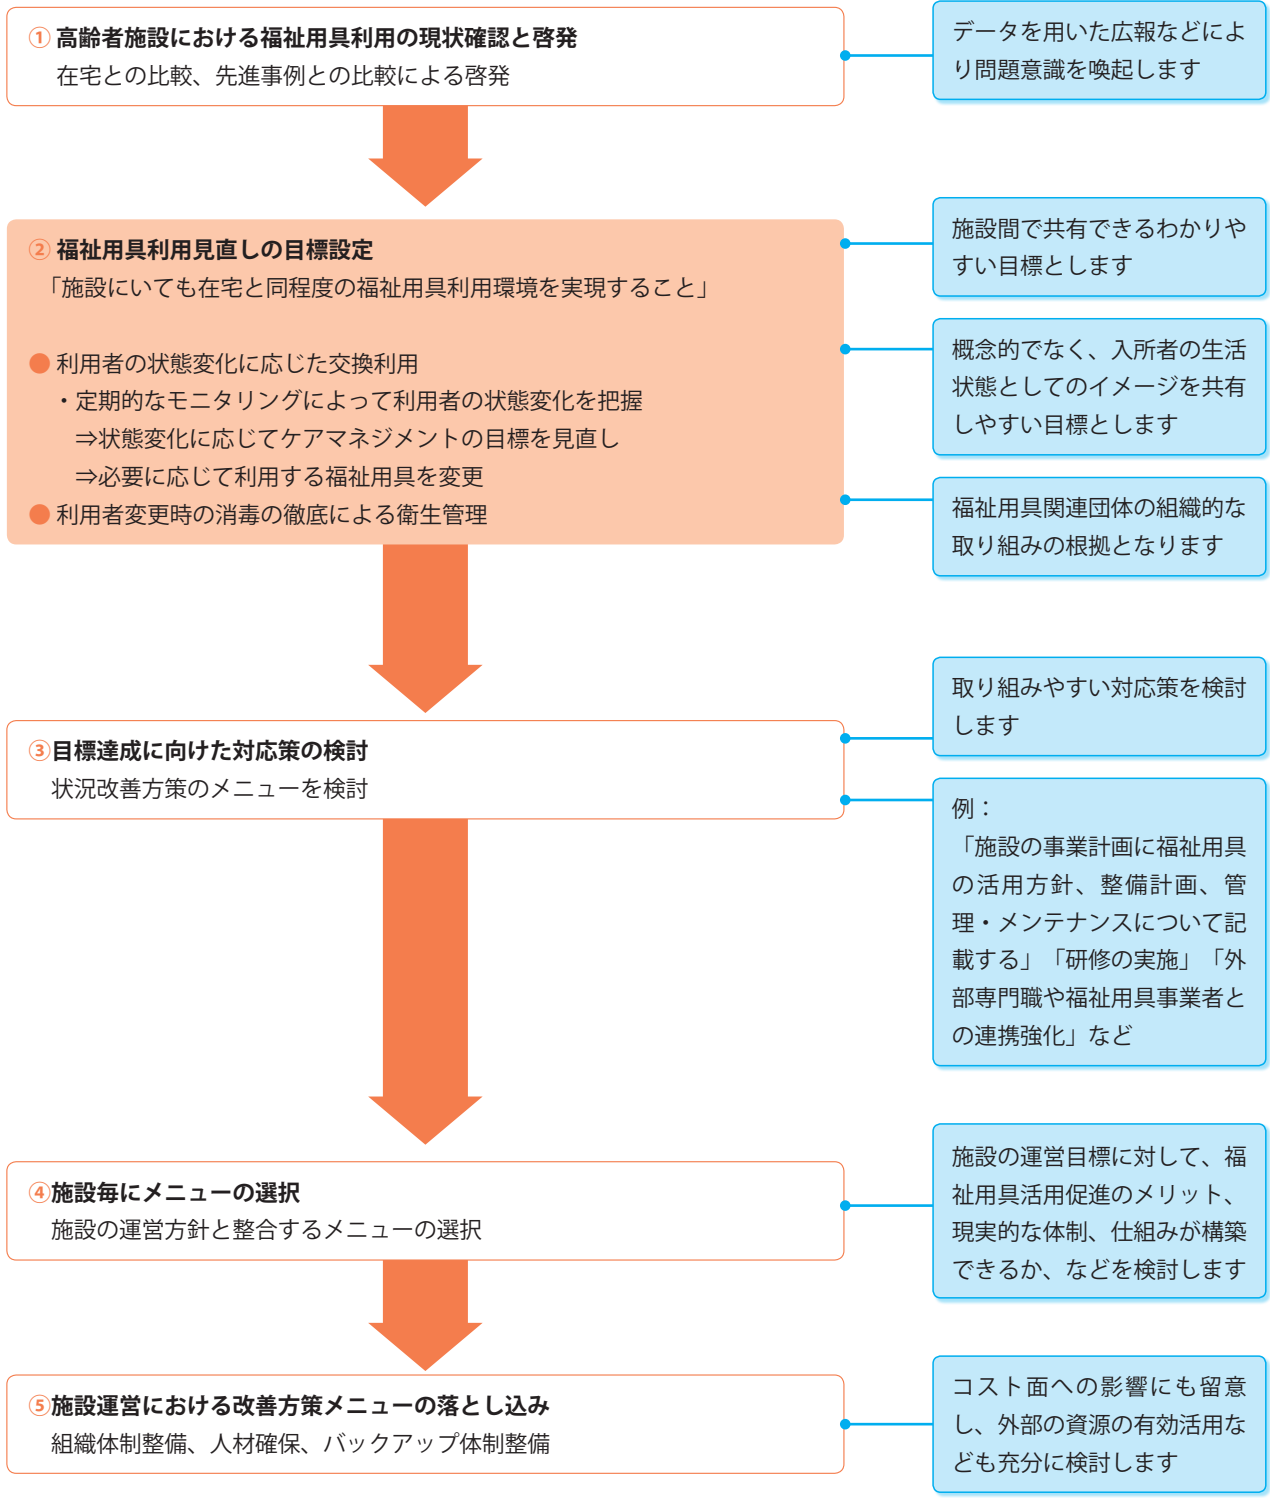 ① 高齢者施設における福祉用具利用の現状確認と啓発
在宅との比較、先進事例との比較による啓発
データを用いた広報などによ
り問題意識を喚起します
② 福祉用具利用見直しの目標設定
「施設にいても在宅と同程度の福祉用具利用環境を実現すること」
● 利用者の状態変化に応じた交換利用
・定期的なモニタリングによって利用者の状態変化を把握
⇒状態変化に応じてケアマネジメントの目標を見直し
⇒必要に応じて利用する福祉用具を変更
● 利用者変更時の消毒の徹底による衛生管理
施設間で共有できるわかりや
すい目標とします
概念的でなく、入所者の生活
状態としてのイメージを共有
しやすい目標とします
福祉用具関連団体の組織的な
取り組みの根拠となります
③目標達成に向けた対応策の検討
状況改善方策のメニューを検討
取り組みやすい対応策を検討
します
例：
「施設の事業計画に福祉用具
の活用方針、整備計画、管
理・メンテナンスについて記
載する」「研修の実施」「外
部専門職や福祉用具事業者と
の連携強化」など
④施設毎にメニューの選択
施設の運営方針と整合するメニューの選択
施設の運営目標に対して、福
祉用具活用促進のメリット、
現実的な体制、仕組みが構築
できるか、などを検討します
⑤施設運営における改善方策メニューの落とし込み
組織体制整備、人材確保、バックアップ体制整備
コスト面への影響にも留意
し、外部の資源の有効活用な
ども充分に検討します